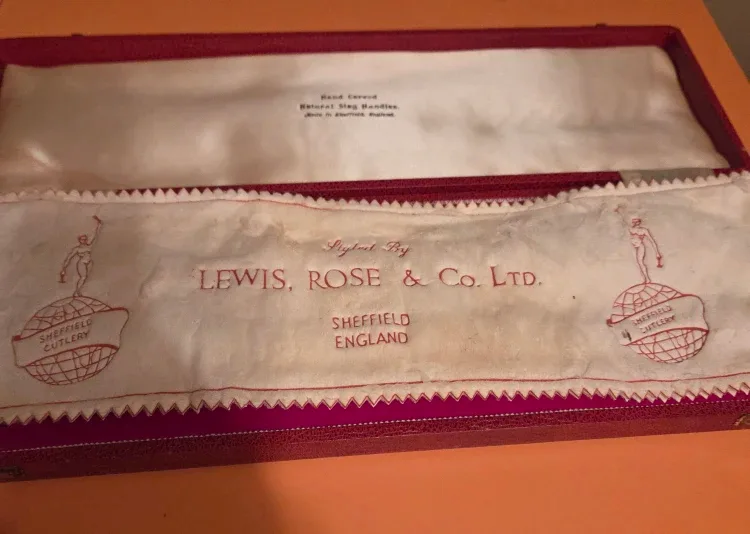 Hand Carved
Natural Stag Handles.
Made in Sheffield, England.
Styled By
LEWIS, ROSE & Co. LTD.
SHEFFIELD
ENGLAND
SHEFFIELD
CUTLERY
SHEFFIELD
CUTLERY